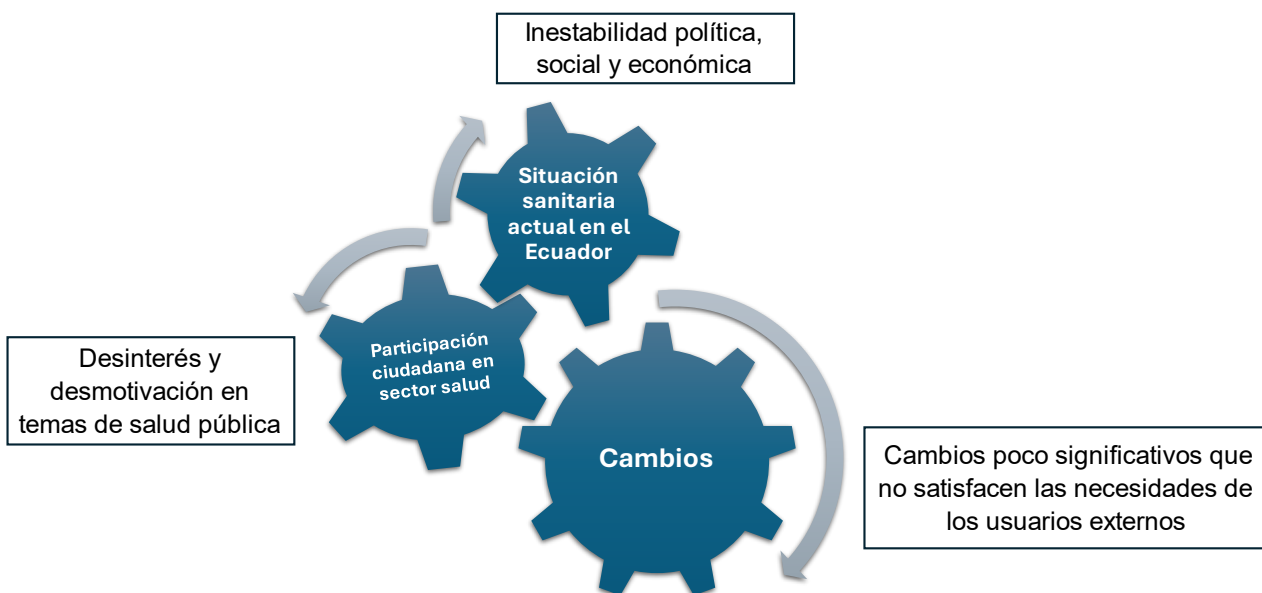 Inestabilidad política,
social y económica
Situación
sanitaria
actual en el
Ecuador
Participación
ciudadana en
sector salud
Desinterés y
desmotivación en
temas de salud pública
Cambios
Cambios poco significativos que
no satisfacen las necesidades de
los usuarios externos